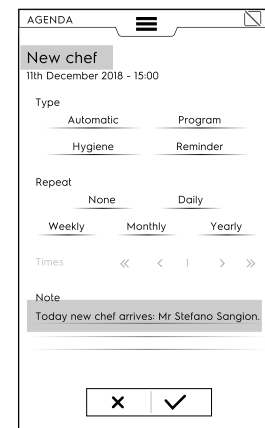 AGENDA
New chef
11th December 2018 - 15:00
Type
Automatic Program
Hygiene Reminder
Repeat
None Daily
Weekly Monthly Yearly
Times « < 1 > »
Note
Today new chef arrives: Mr Stefano Sangion.